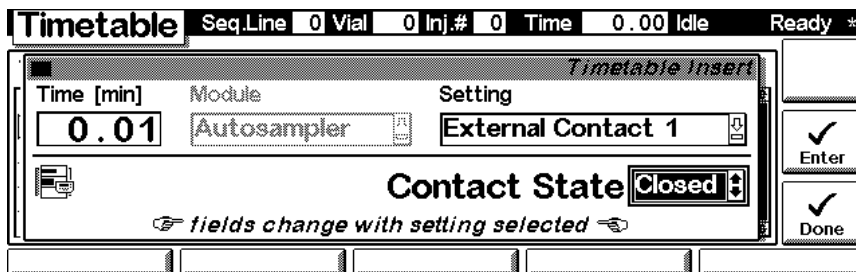 Timetable Seq.Line 0 Vial 0 Inj.# 0 Time 0.00 Idle Ready *
Timetable Insert
Time [min] Module Setting
0.01 Autosampler External Contact 1
Enter
Contact State Closed
fields change with setting selected
Done